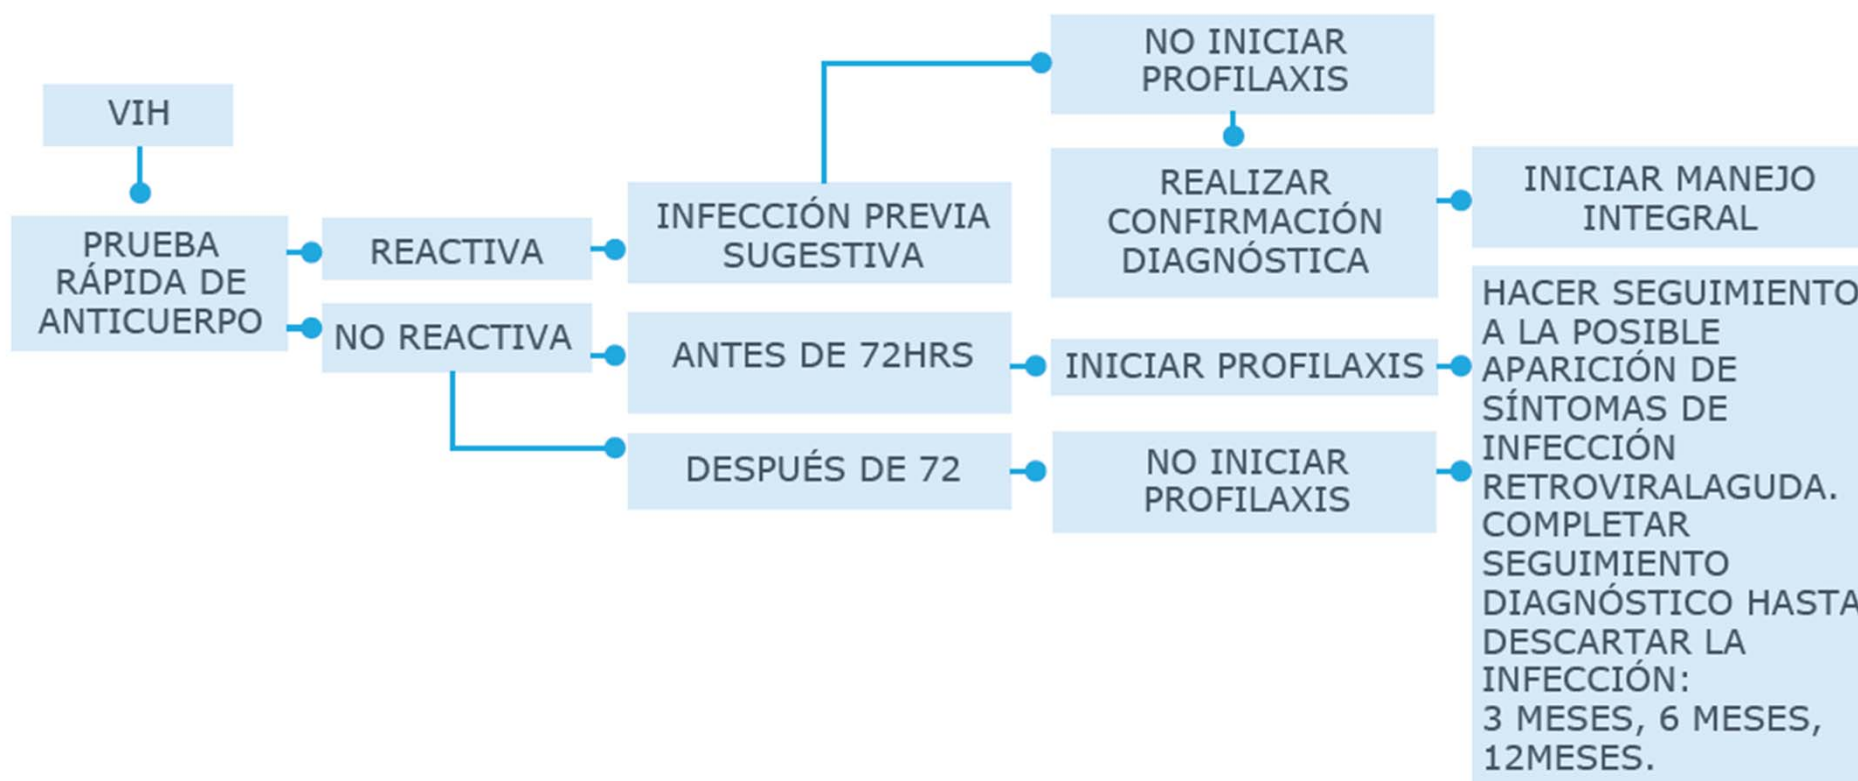 VIH
PRUEBA
RÁPIDA DE
ANTICUERPO
REACTIVA
NO REACTIVA
INFECCIÓN PREVIA
SUGESTIVA
ANTES DE 72HRS
DESPUÉS DE 72
NO INICIAR
PROFILAXIS
REALIZAR
CONFIRMACIÓN
DIAGNÓSTICA
INICIAR PROFILAXIS
NO INICIAR
PROFILAXIS
INICIAR MANEJO
INTEGRAL
HACER SEGUIMIENTO
A LA POSIBLE
APARICIÓN DE
SÍNTOMAS DE
INFECCIÓN
RETROVIRALAGUDA.
COMPLETAR
SEGUIMIENTO
DIAGNÓSTICO HASTA
DESCARTAR LA
INFECCIÓN:
3 MESES, 6 MESES,
12MESES.